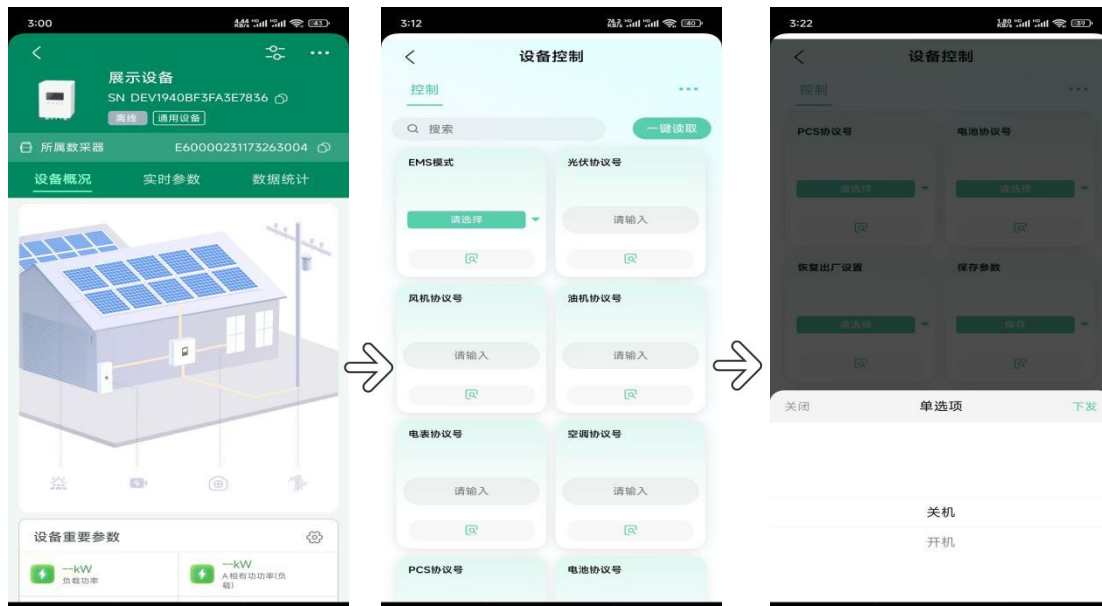 3:00
43
展示设备
SN DEV1940BF3FA3E7836
离线 通用设备
所属数采器 E60000231173263004
设备概况 实时参数 数据统计
设备重要参数
--kW
负载功率
--kW
A相有功功率(负
载)
3:12
40
设备控制
控制
搜索 一键读取
EMS模式 光伏协议号
请选择 请输入
风机协议号 油机协议号
请输入 请输入
电表协议号 空调协议号
请输入 请输入
PCS协议号 电池协议号
3:22
39
设备控制
控制
PCS协议号 电池协议号
请选择 请选择
恢复出厂设置 保存参数
请选择 保存
关闭 单选项 下发
关机
开机